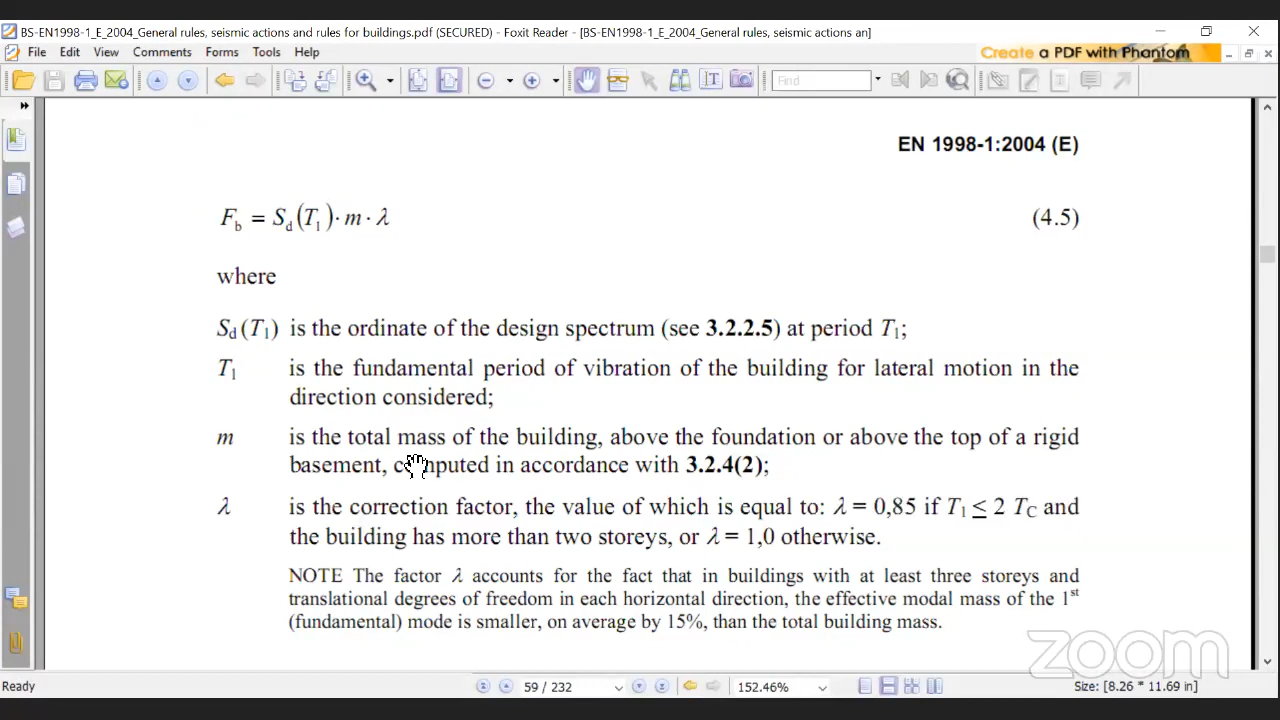 BS-EN1998-1_E_2004_General rules, seismic actions and rules for buildings.pdf (SECURED) - Foxit Reader - [BS-EN1998-1_E_2004_General rules, seismic actions an]
File Edit View Comments Forms Tools Help
Create a PDF with Phantom
Find
EN 1998-1:2004 (E)
F_b = S_d(T_1)·m·λ (4.5)
where
S_d(T_1) is the ordinate of the design spectrum (see 3.2.2.5) at period T_1;
T_1 is the fundamental period of vibration of the building for lateral motion in the
direction considered;
m is the total mass of the building, above the foundation or above the top of a rigid
basement, computed in accordance with 3.2.4(2);
λ is the correction factor, the value of which is equal to: λ = 0,85 if T_1 ≤ 2 T_C and
the building has more than two storeys, or λ = 1,0 otherwise.
NOTE The factor λ accounts for the fact that in buildings with at least three storeys and
translational degrees of freedom in each horizontal direction, the effective modal mass of the 1st
(fundamental) mode is smaller, on average by 15%, than the total building mass.
zoom
Ready 59 / 232 152.46% Size: [8.26 * 11.69 in]